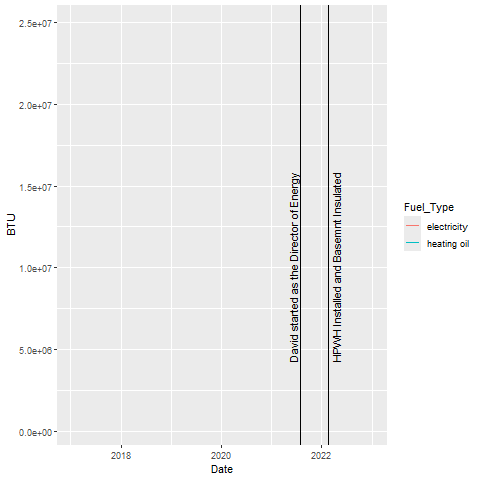 2.5e+07
2.0e+07
1.5e+07
1.0e+07
5.0e+06
0.0e+00
BTU
David started as the Director of Energy
HPWH Installed and Basemnt Insulated
2018
2020
2022
Date
Fuel_Type
electricity
heating oil